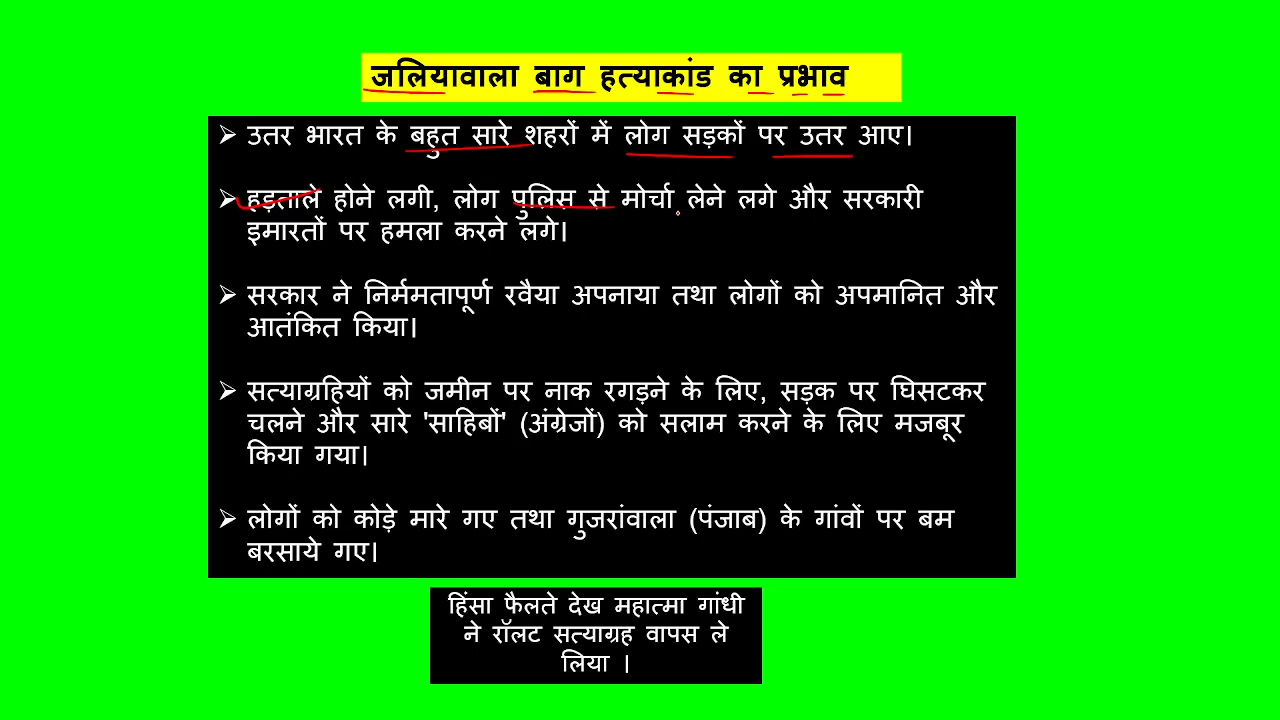 जलियावाला बाग हत्याकांड का प्रभाव
➢ उतर भारत के बहुत सारे शहरों में लोग सड़कों पर उतर आए।
➢ हड़ताले होने लगी, लोग पुलिस से मोर्चा लेने लगे और सरकारी
इमारतों पर हमला करने लगे।
➢ सरकार ने निर्ममतापूर्ण रवैया अपनाया तथा लोगों को अपमानित और
आतंकित किया।
➢ सत्याग्रहियों को जमीन पर नाक रगड़ने के लिए, सड़क पर घिसटकर
चलने और सारे 'साहिबों' (अंग्रेजों) को सलाम करने के लिए मजबूर
किया गया।
➢ लोगों को कोड़े मारे गए तथा गुजरांवाला (पंजाब) के गांवों पर बम
बरसाये गए।
हिंसा फैलते देख महात्मा गांधी
ने रॉलट सत्याग्रह वापस ले
लिया ।